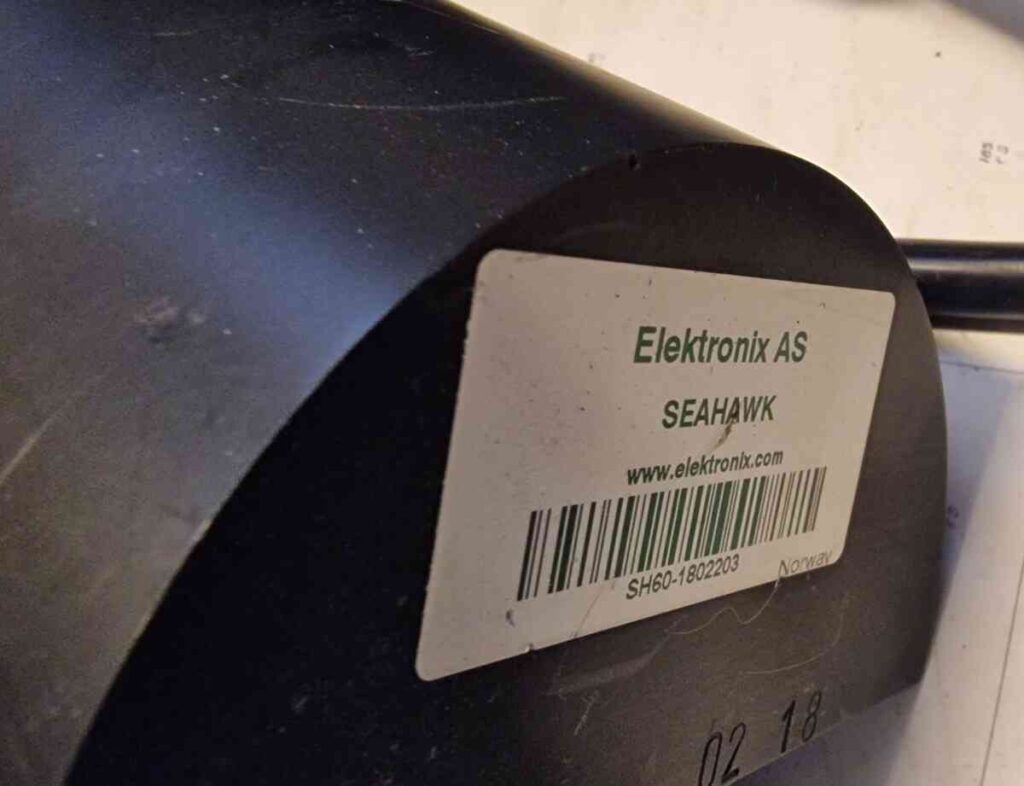 Elektronix AS
SEAHAWK
www.elektronix.com
SH60-1802203
Norway
02 18